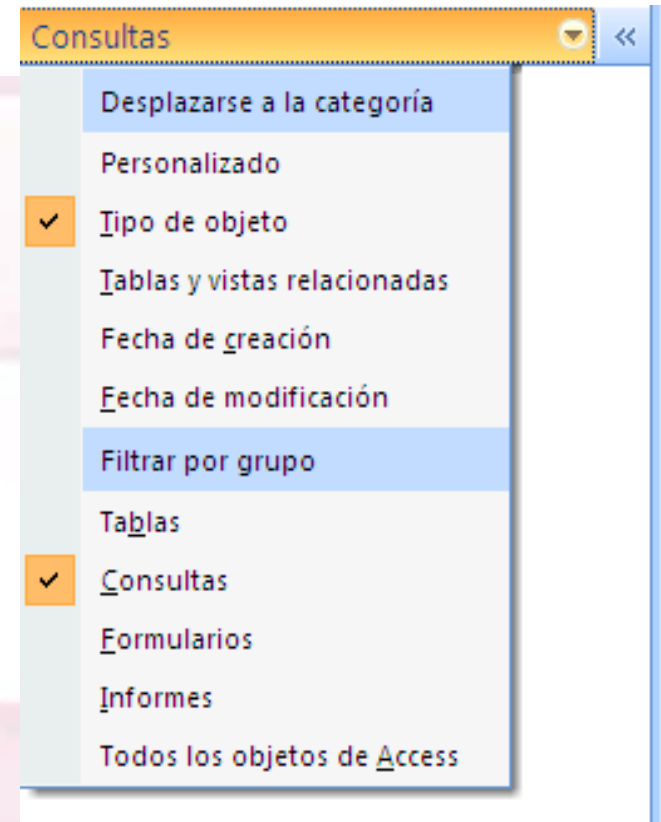 Consultas
Desplazarse a la categoría
Personalizado
Tipo de objeto
Tablas y vistas relacionadas
Fecha de creación
Fecha de modificación
Filtrar por grupo
Tablas
Consultas
Formularios
Informes
Todos los objetos de Access